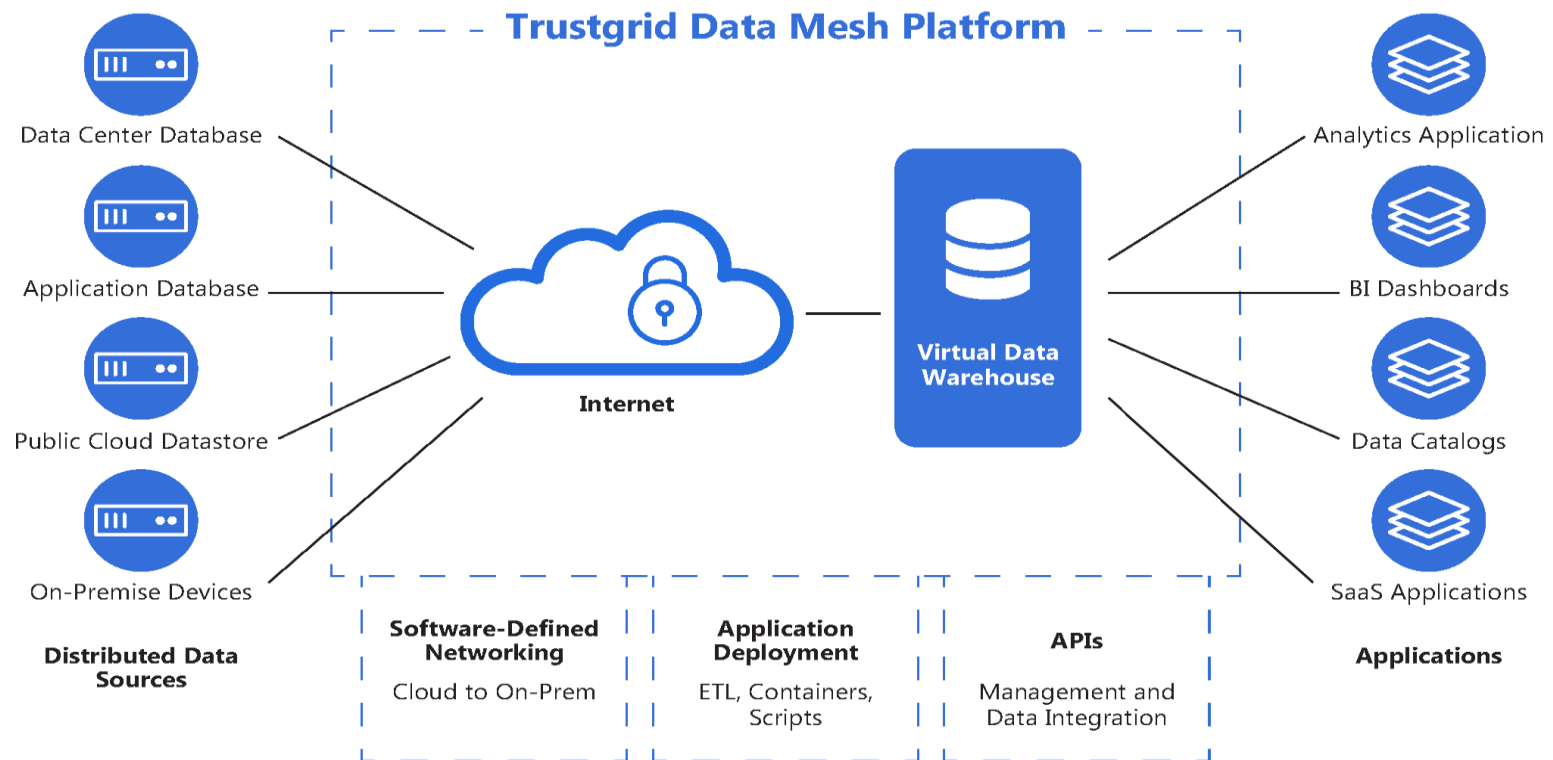 Trustgrid Data Mesh Platform
Data Center Database
Application Database
Public Cloud Datastore
On-Premise Devices
Distributed Data
Sources
Internet
Virtual Data
Warehouse
Analytics Application
BI Dashboards
Data Catalogs
SaaS Applications
Applications
Software-Defined
Networking
Cloud to On-Prem
Application
Deployment
ETL, Containers,
Scripts
APIs
Management and
Data Integration